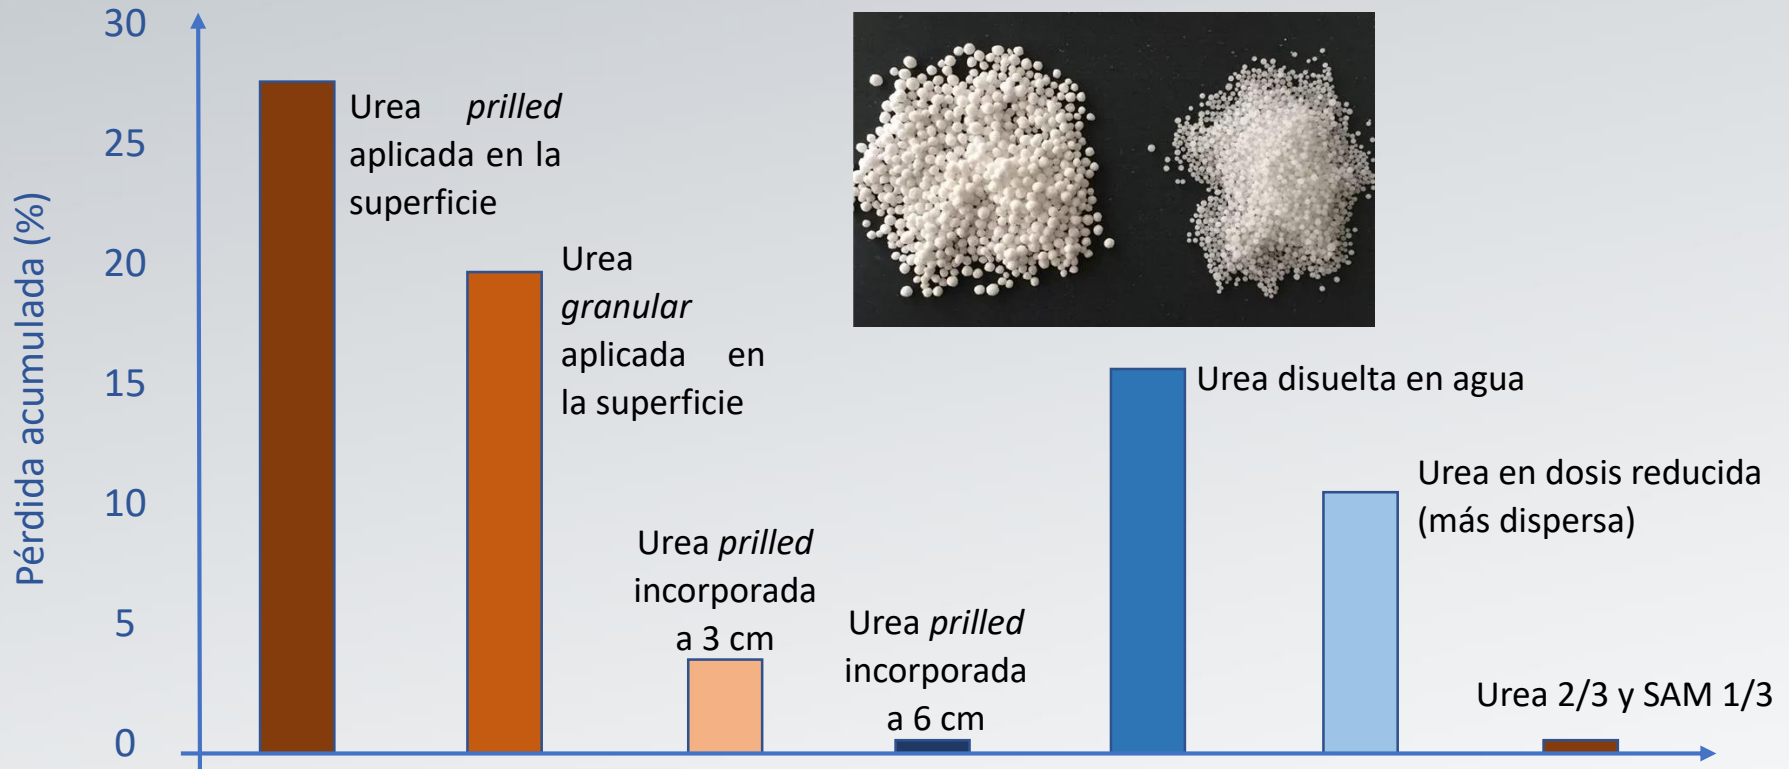 30
25
20
15
10
5
0
Pérdida acumulada (%)
Urea prilled
aplicada en la
superficie
Urea
granular
aplicada en
la superficie
Urea prilled
incorporada
a 3 cm
Urea prilled
incorporada
a 6 cm
Urea disuelta en agua
Urea en dosis reducida
(más dispersa)
Urea 2/3 y SAM 1/3